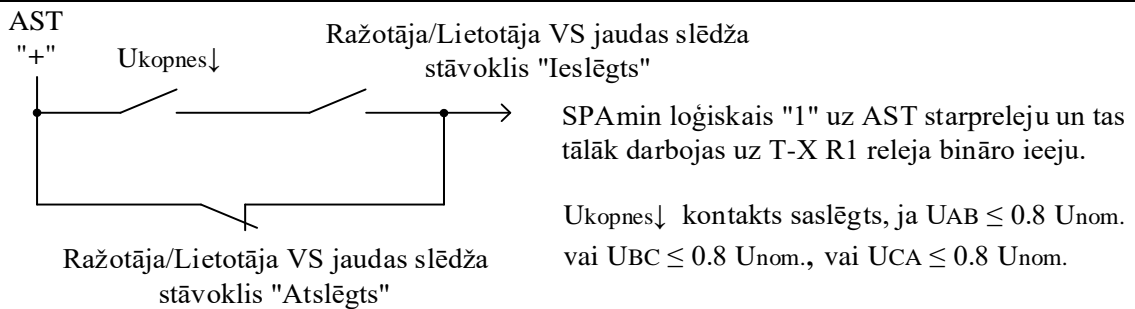 AST
"+"
Ukopnes↓
Ražotāja/Lietotāja VS jaudas slēdža
stāvoklis "Ieslēgts"
SPAmin loģiskais "1" uz AST starpreleju un tas
tālāk darbojas uz T-X R1 releja bināro ieeju.
Ukopnes↓ kontakts saslēgts, ja UAB ≤ 0.8 Unom.
vai UBC ≤ 0.8 Unom., vai UCA ≤ 0.8 Unom.
Ražotāja/Lietotāja VS jaudas slēdža
stāvoklis "Atslēgts"